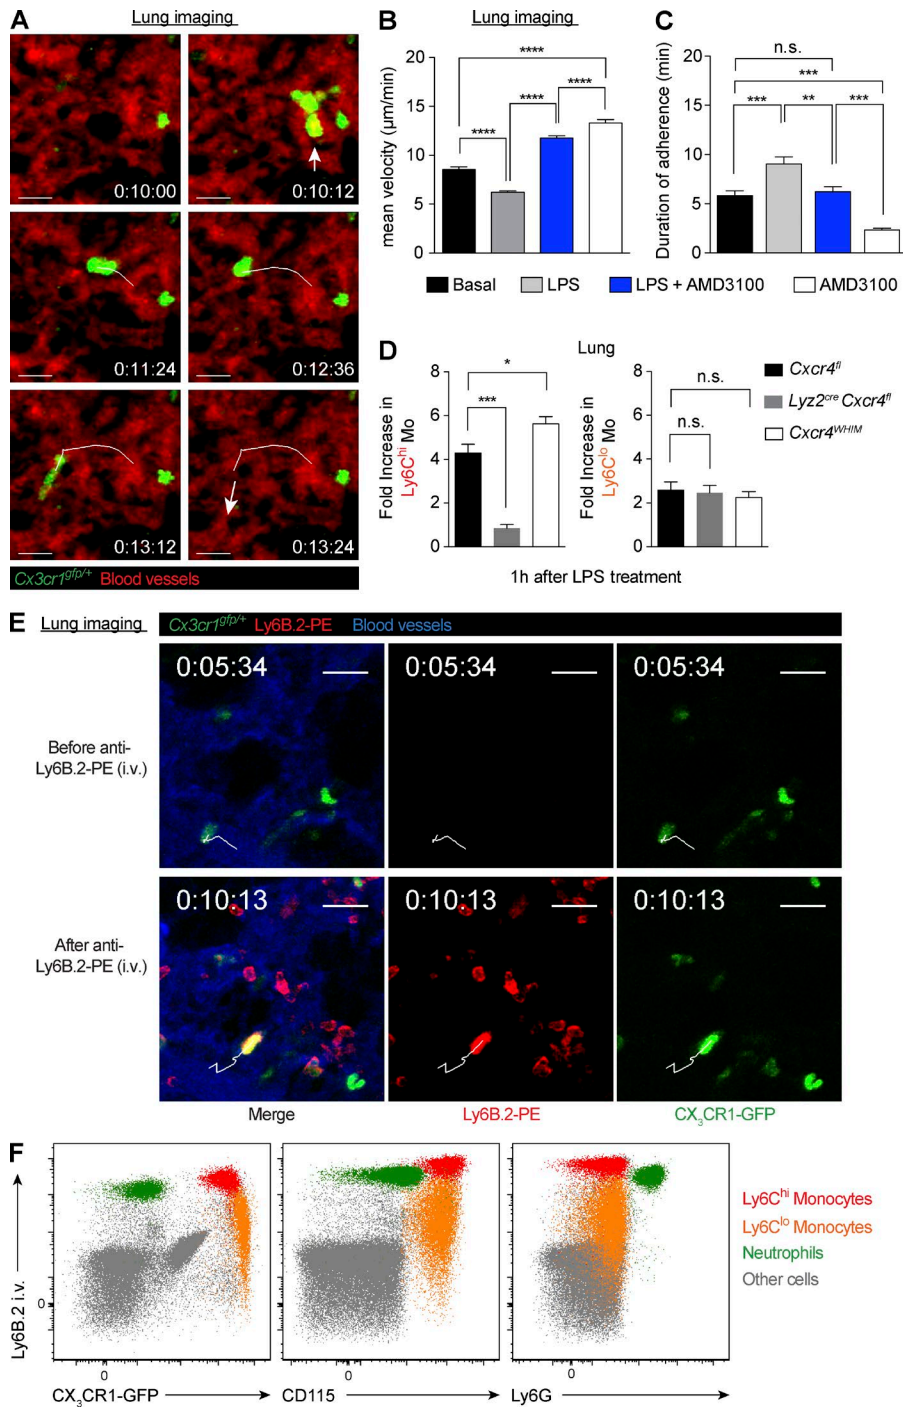 A
Lung imaging
0:10:00
0:10:12
0:11:24
0:12:36
0:13:12
0:13:24
Cx3cr1gfp/+ Blood vessels
B
Lung imaging
mean velocity (µm/min)
20
15
10
5
0
****
****
****
****
C
Duration of adherence (min)
20
15
10
5
0
n.s.
***
***
**
***
Basal
LPS
LPS + AMD3100
AMD3100
D
Lung
Fold Increase in
Ly6Chi Mo
8
6
4
2
0
*
***
Fold Increase in
Ly6Clo Mo
8
6
4
2
0
n.s.
n.s.
Cxcr4fl
Lyz2cre Cxcr4fl
Cxcr4WHIM
1h after LPS treatment
E
Lung imaging
Cx3cr1gfp/+ Ly6B.2-PE Blood vessels
Before anti-
Ly6B.2-PE (i.v.)
0:05:34
0:05:34
0:05:34
After anti-
Ly6B.2-PE (i.v.)
0:10:13
0:10:13
0:10:13
Merge
Ly6B.2-PE
CX3CR1-GFP
F
Ly6B.2 i.v.
0
0
0
0
CX3CR1-GFP
CD115
Ly6G
Ly6Chi Monocytes
Ly6Clo Monocytes
Neutrophils
Other cells